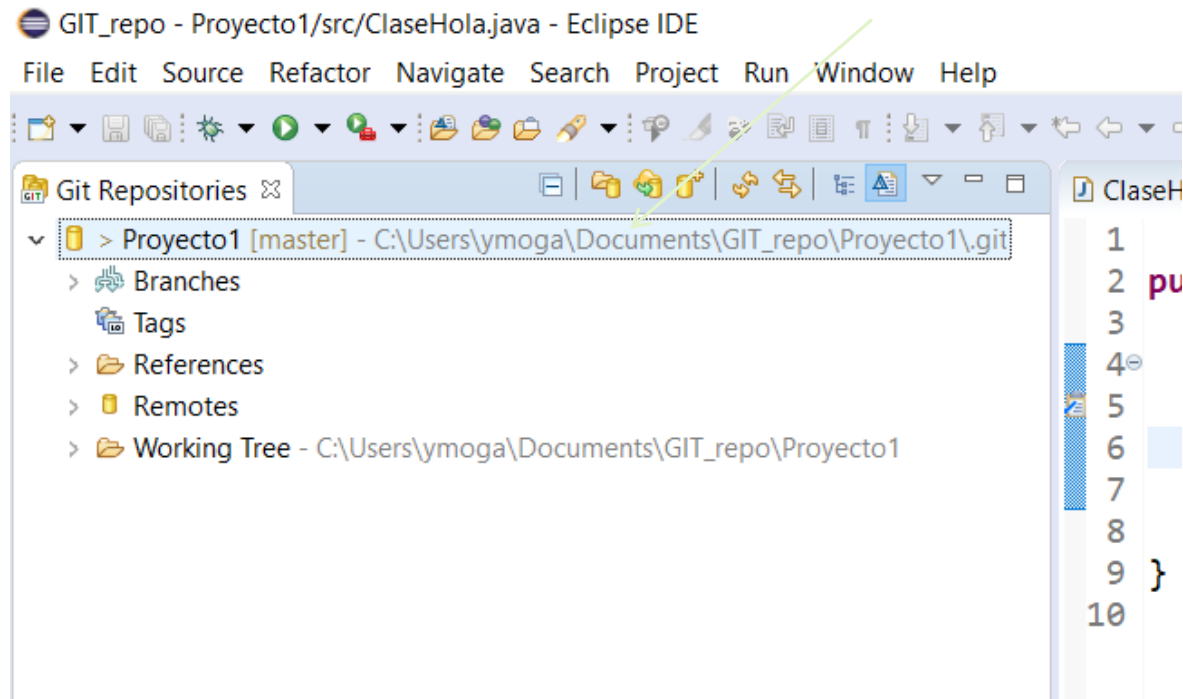 GIT_repo - Proyecto1/src/ClaseHola.java - Eclipse IDE
File Edit Source Refactor Navigate Search Project Run Window Help
Git Repositories
> Proyecto1 [master] - C:\Users\ymoga\Documents\GIT_repo\Proyecto1\.git
Branches
Tags
References
Remotes
Working Tree - C:\Users\ymoga\Documents\GIT_repo\Proyecto1
ClaseH
1
2 pu
3
4
5
6
7
8
9 }
10